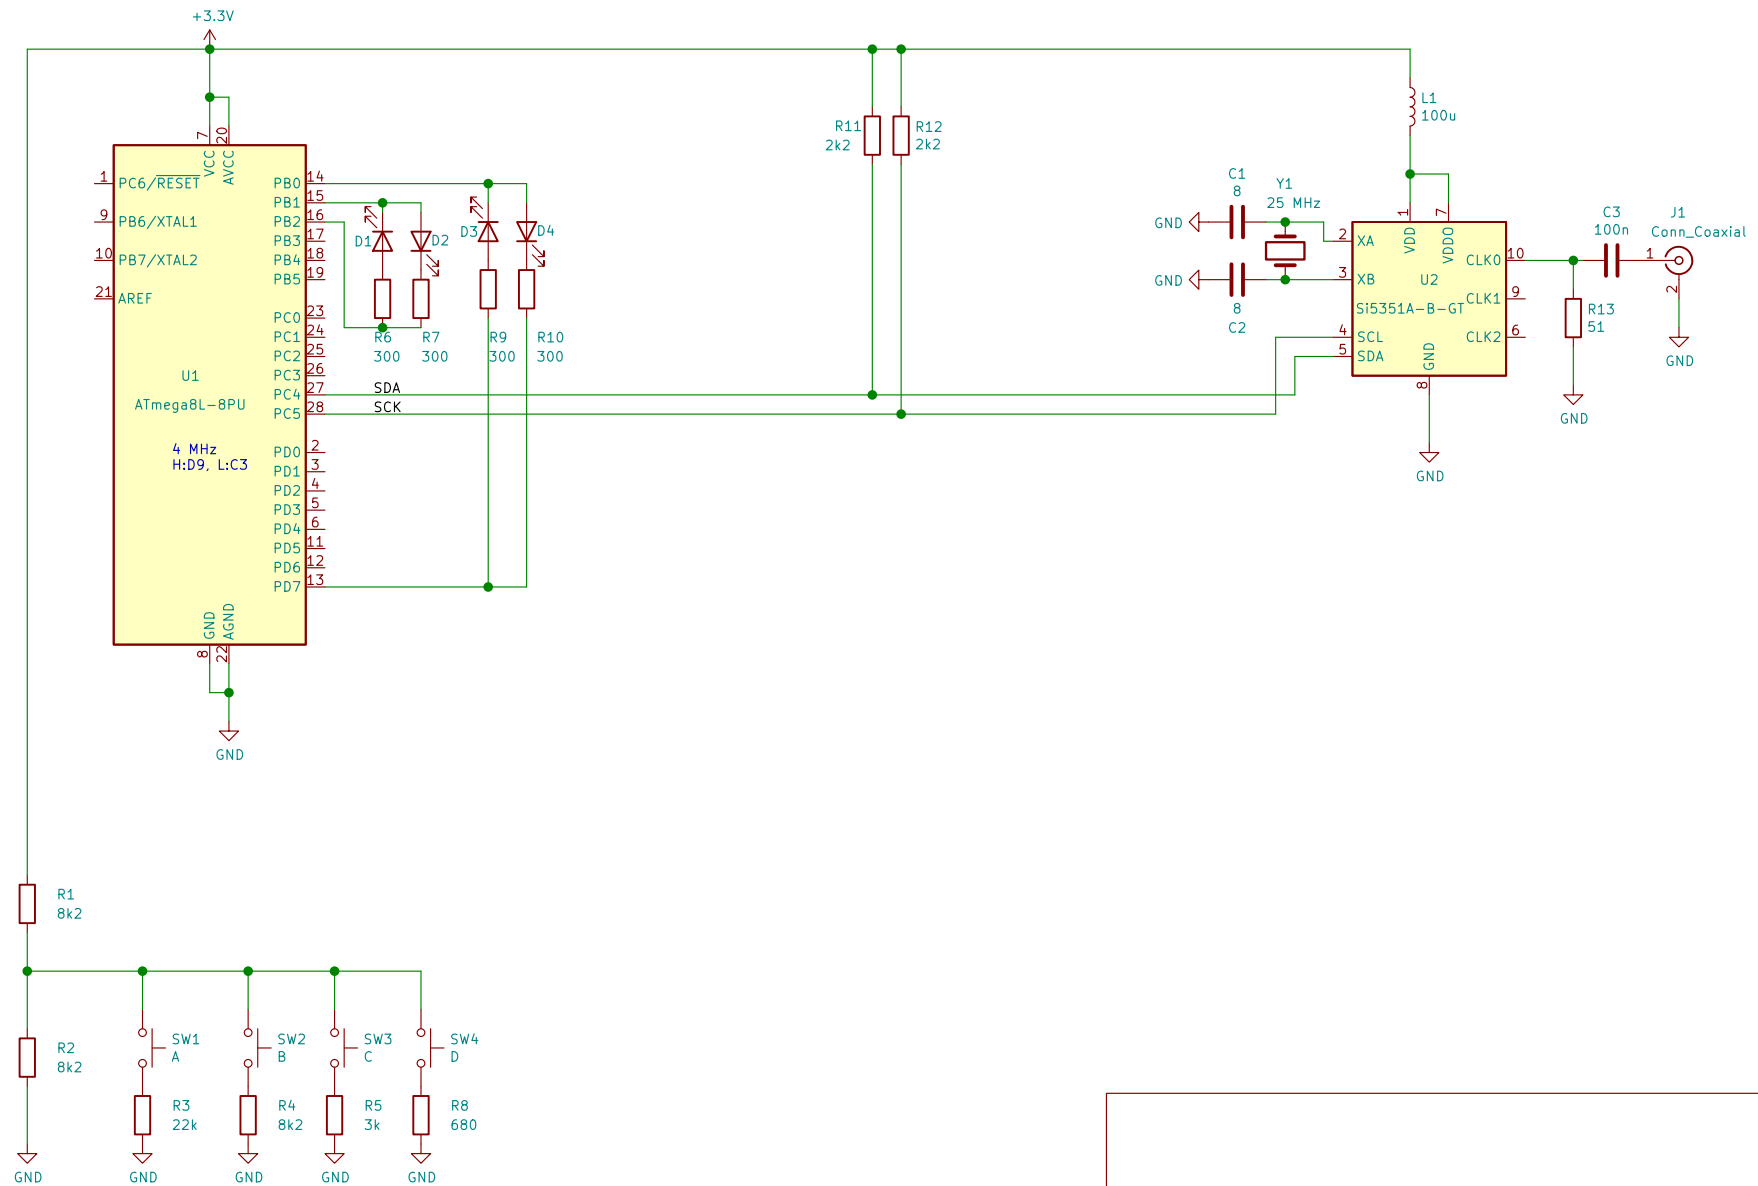 +3.3V
U1
ATmega8L-8PU
4 MHz
H:D9, L:C3
7
20
VCC
AVCC
1
PC6/RESET
9
PB6/XTAL1
10
PB7/XTAL2
21
AREF
PB0
14
PB1
15
PB2
16
PB3
17
PB4
18
PB5
19
PC0
23
PC1
24
PC2
25
PC3
26
PC4
27
PC5
28
PD0
2
PD1
3
PD2
4
PD3
5
PD4
6
PD5
11
PD6
12
PD7
13
GND
AGND
8
22
GND
D1
D2
D3
D4
R6
300
R7
300
R9
300
R10
300
SDA
SCK
R11
2k2
R12
2k2
L1
100u
C1
8
GND
Y1
25 MHz
GND
8
C2
1
7
VDD
VDDO
2
XA
3
XB
4
SCL
5
SDA
U2
Si5351A-B-GT
CLK0
10
CLK1
9
CLK2
6
GND
8
GND
C3
100n
J1
Conn_Coaxial
1
2
GND
R13
51
GND
R1
8k2
R2
8k2
GND
SW1
A
R3
22k
GND
SW2
B
R4
8k2
GND
SW3
C
R5
3k
GND
SW4
D
R8
680
GND